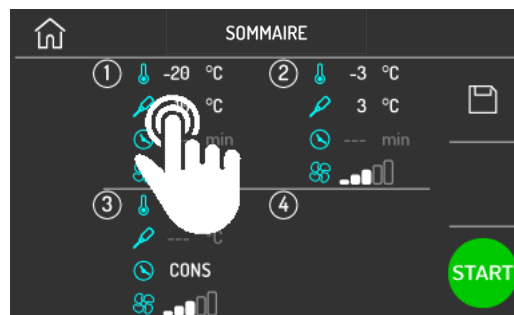 SOMMAIRE
1 -20 °C
°C
min
2 -3 °C
3 °C
--- min
3
--- °C
CONS
4
START